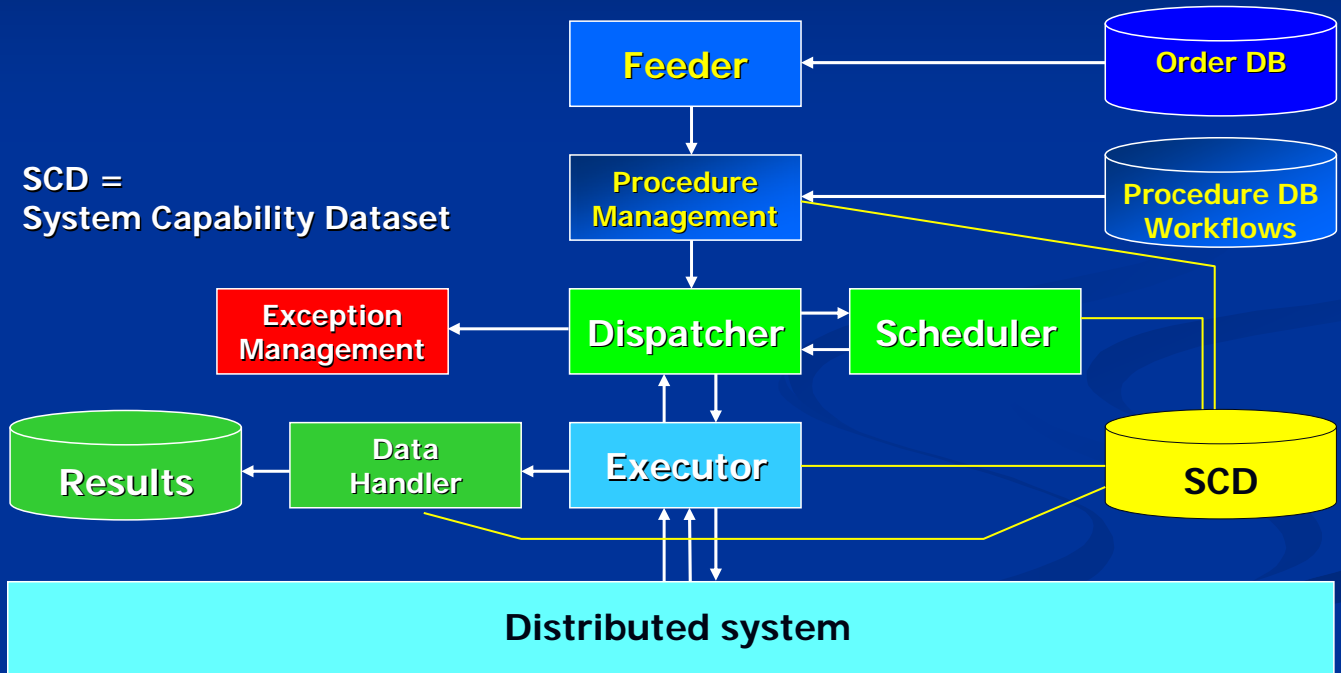 Feeder
Order DB
SCD =
System Capability Dataset
Procedure
Management
Procedure DB
Workflows
Exception
Management
Dispatcher
Scheduler
Results
Data
Handler
Executor
SCD
Distributed system